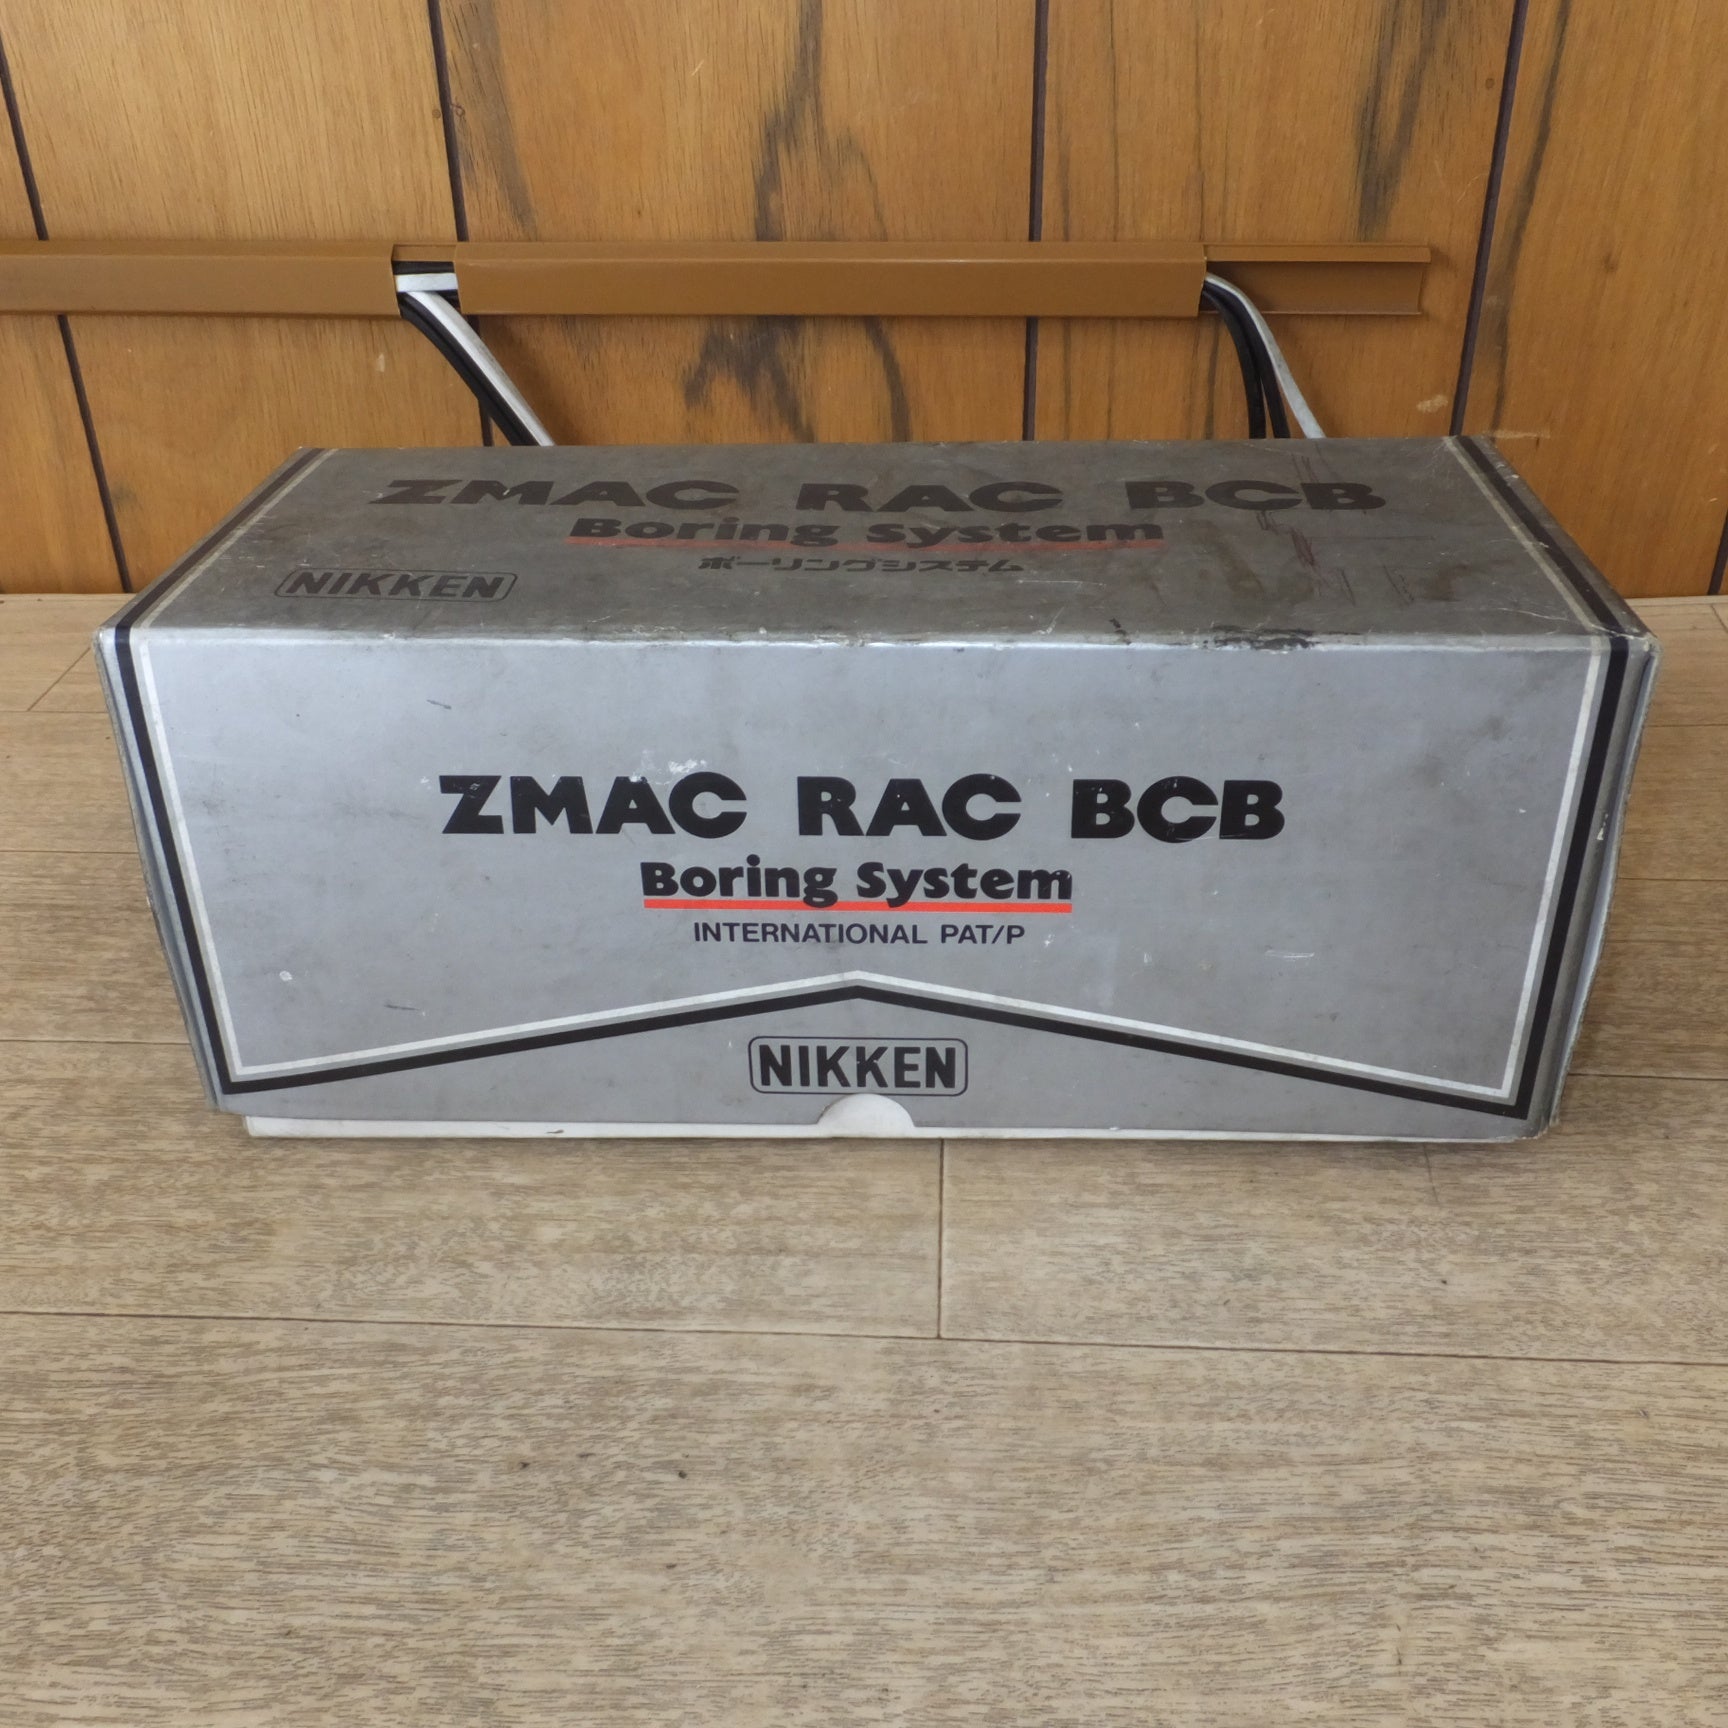 ZMAC RAC BCB
Boring System
ボーリングシステム
NIKKEN
ZMAC RAC BCB
Boring System
INTERNATIONAL PAT/P
NIKKEN